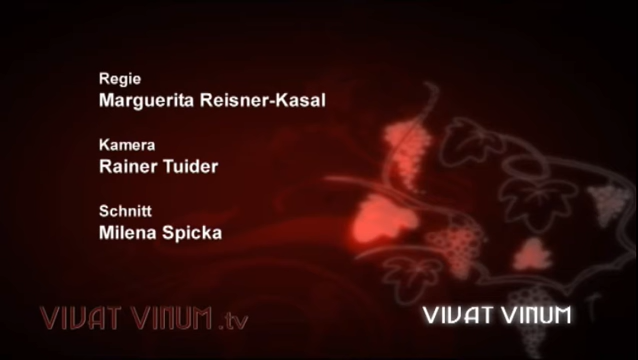 Regie
Marguerita Reisner-Kasal
Kamera
Rainer Tuider
Schnitt
Milena Spicka
VIVAT VINUM.tv
VIVAT VINUM